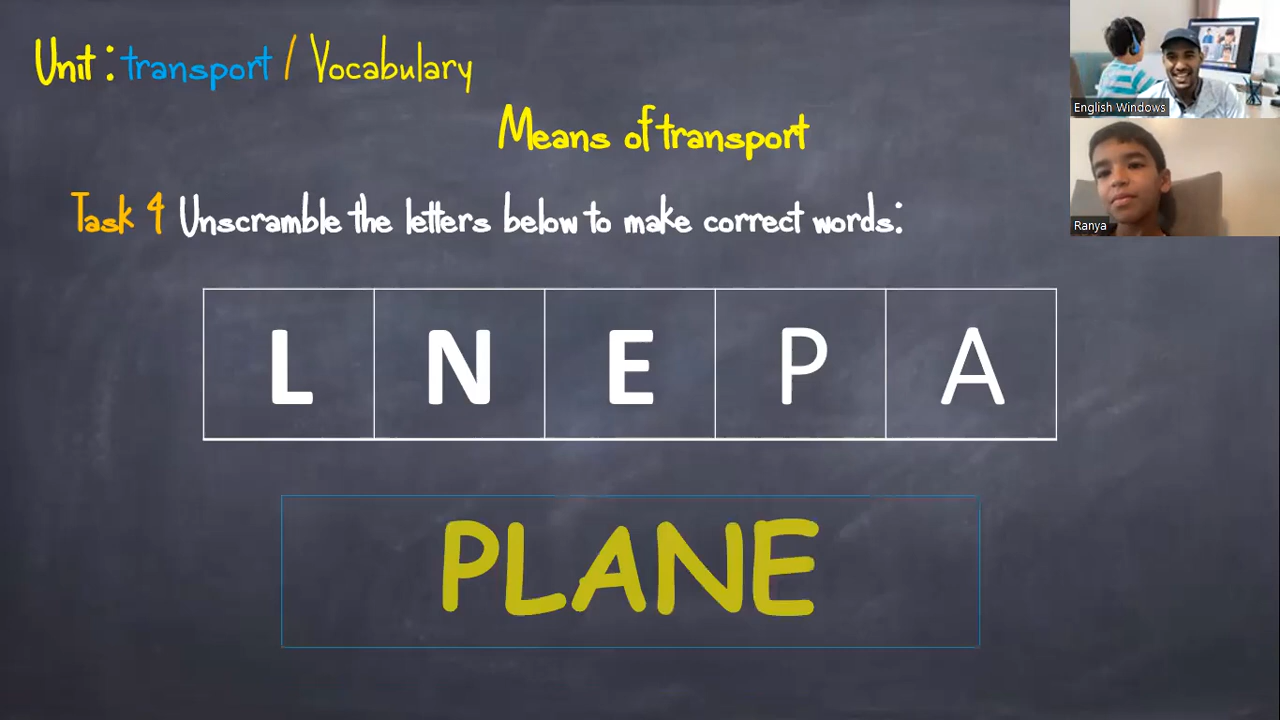 Unit : transport / Vocabulary
Means of transport
Task 4 Unscramble the letters below to make correct words:
L N E P A
PLANE
English Windows
Ranya